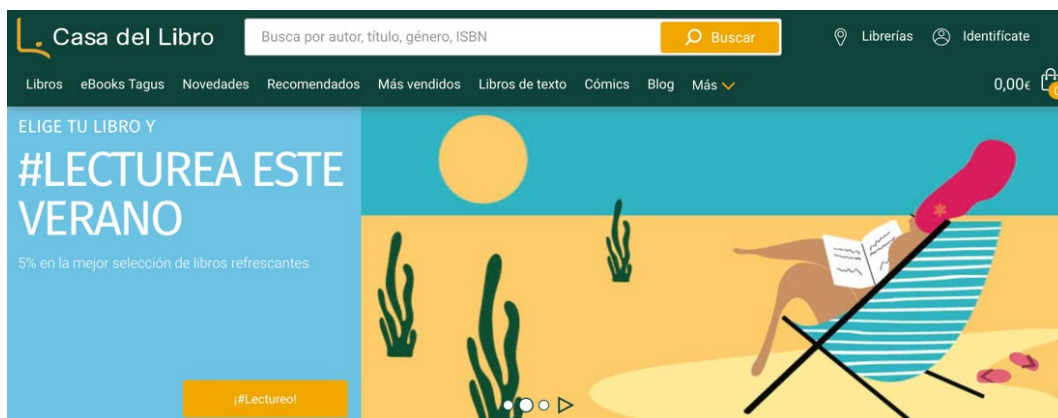 Casa del Libro
Busca por autor, título, género, ISBN
Buscar
Librerías
Identifícate
Libros eBooks Tagus Novedades Recomendados Más vendidos Libros de texto Cómics Blog Más
0,00€
ELIGE TU LIBRO Y
#LECTUREA ESTE
VERANO
5% en la mejor selección de libros refrescantes
¡#Lectureo!